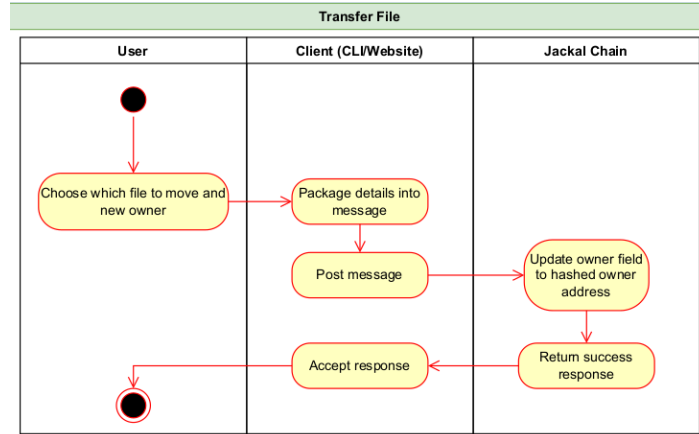 Transfer File
User
Client (CLI/Website)
Jackal Chain
Choose which file to move and
new owner
Package details into
message
Post message
Update owner field
to hashed owner
address
Return success
response
Accept response